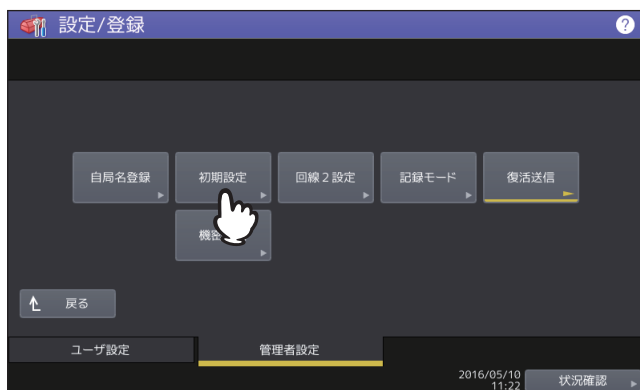 設定/登録
?
自局名登録
初期設定
回線2設定
記録モード
復活送信
機密
戻る
ユーザ設定
管理者設定
2016/05/10
11:22
状況確認